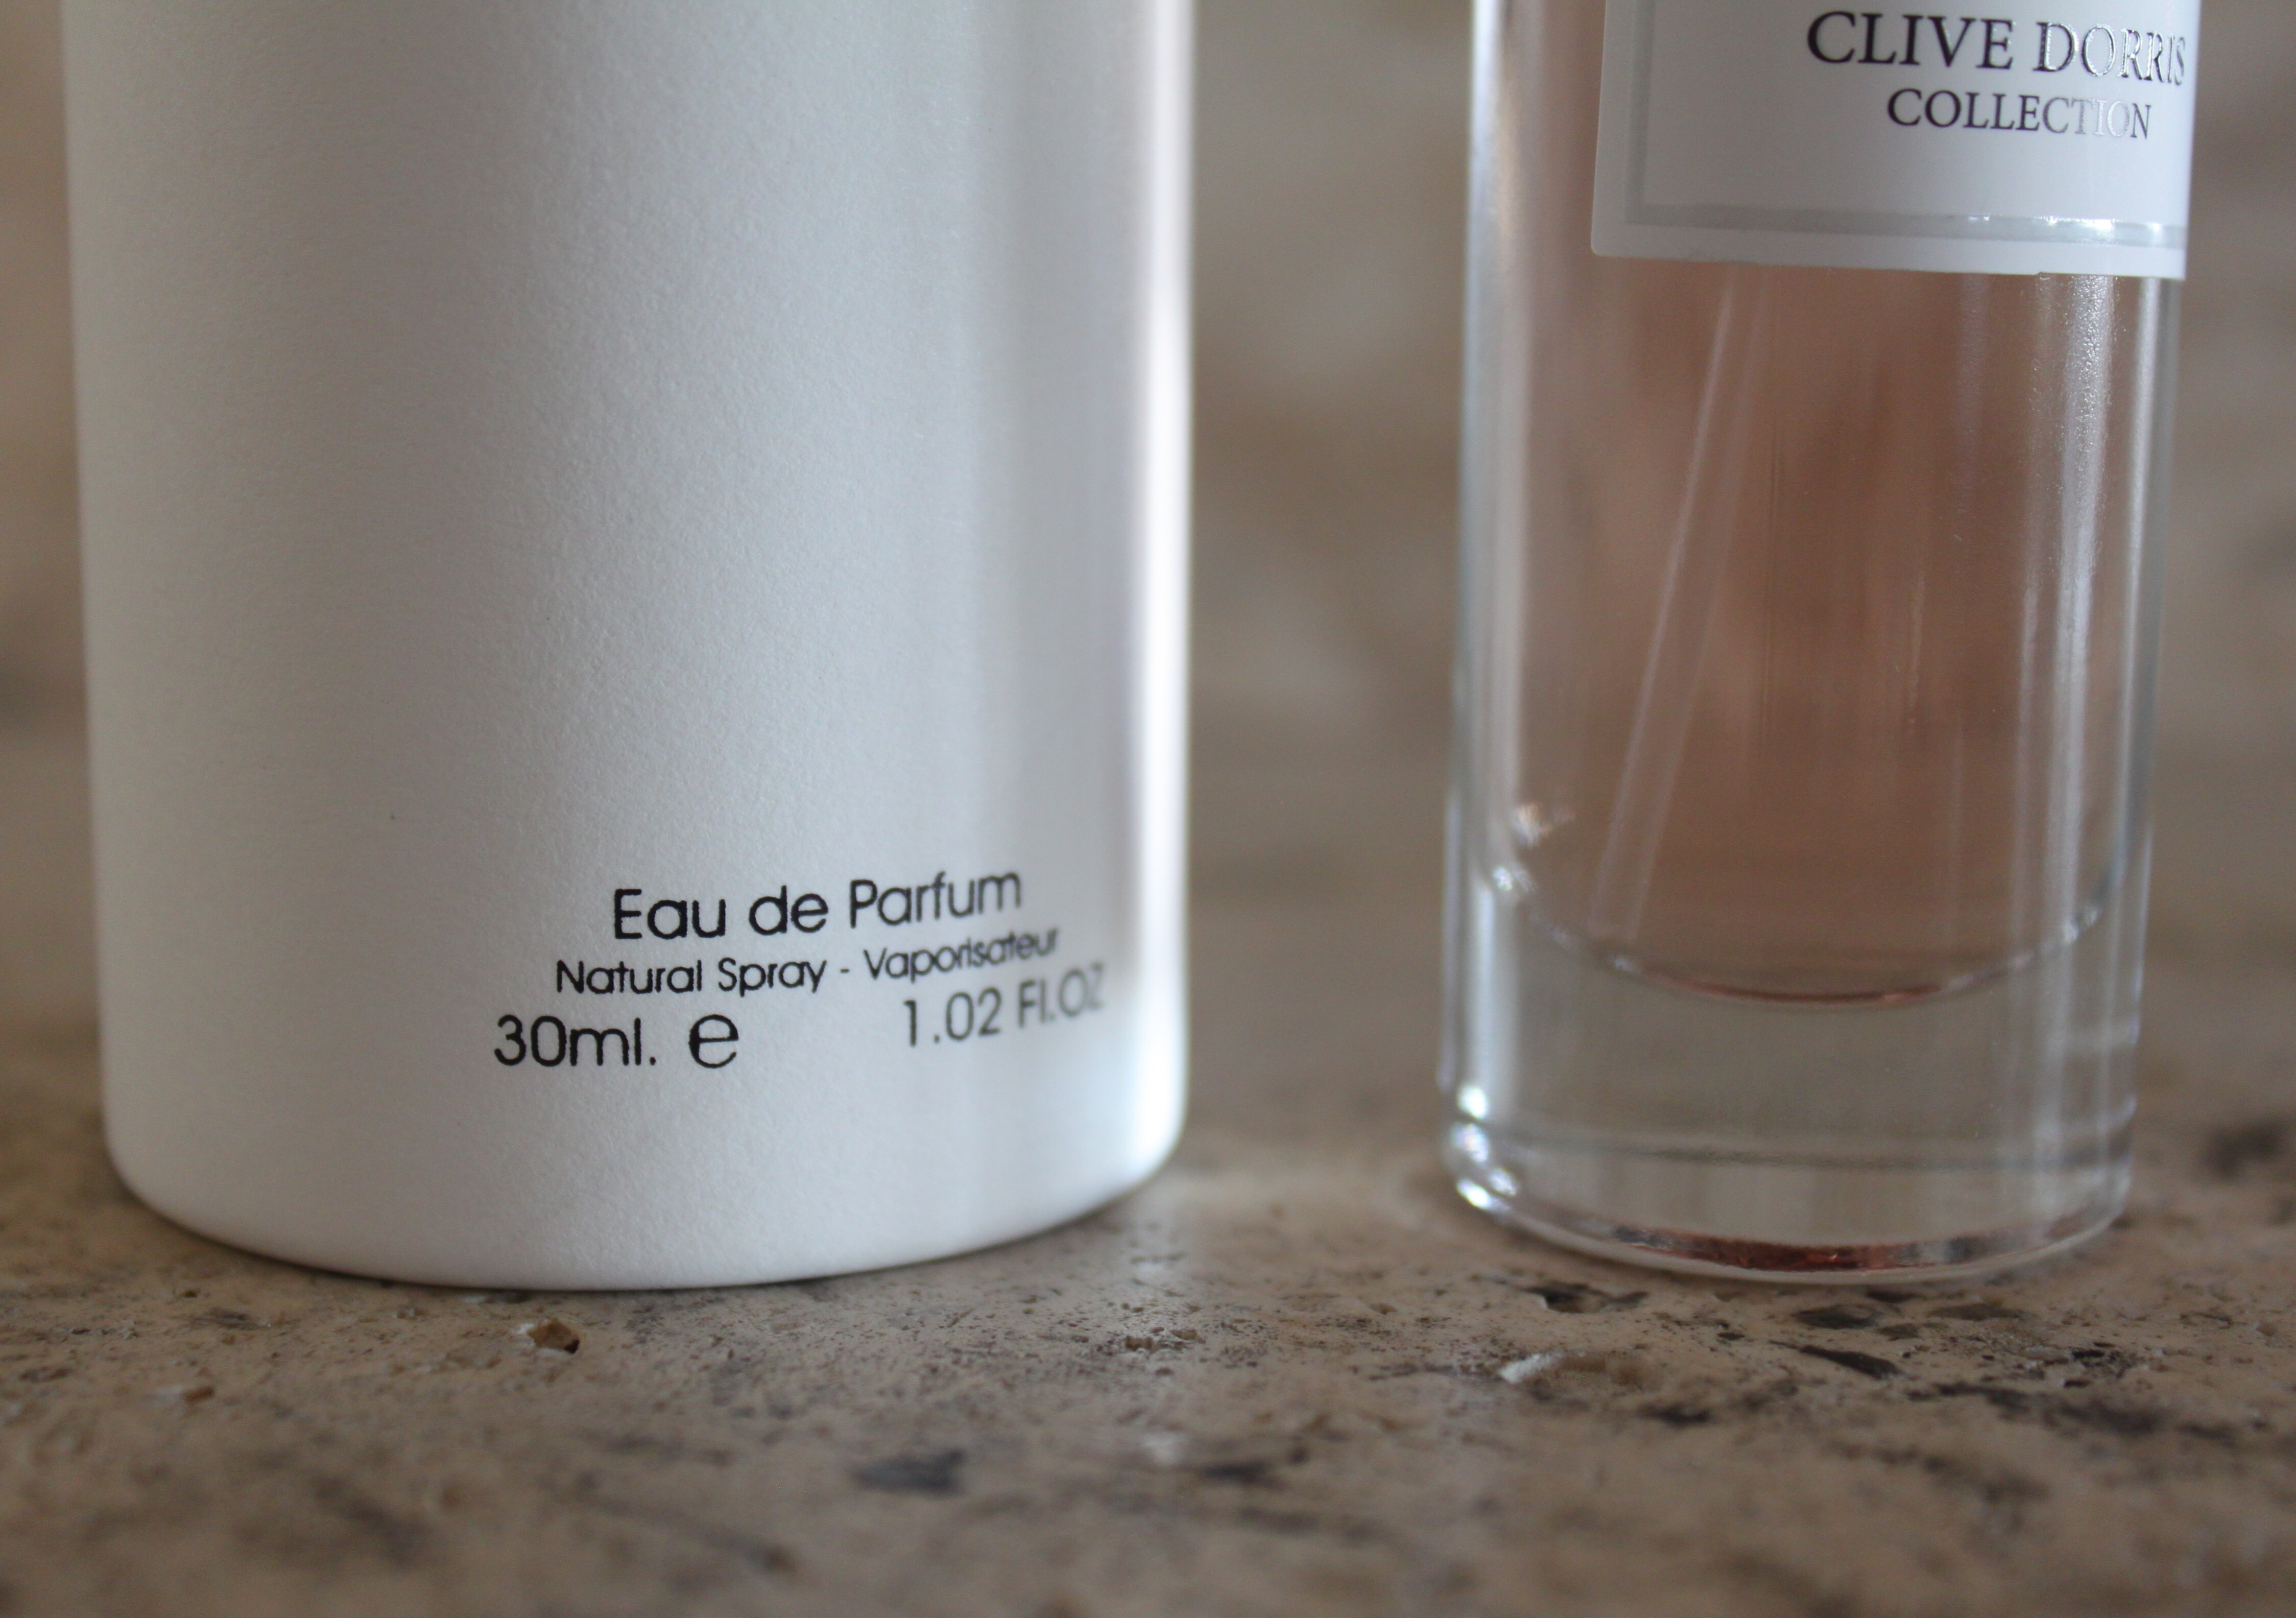 CLIVE DORRIS
COLLECTION
Eau de Parfum
Natural Spray - Vaporisateur
30ml. e 1.02 Fl.OZ